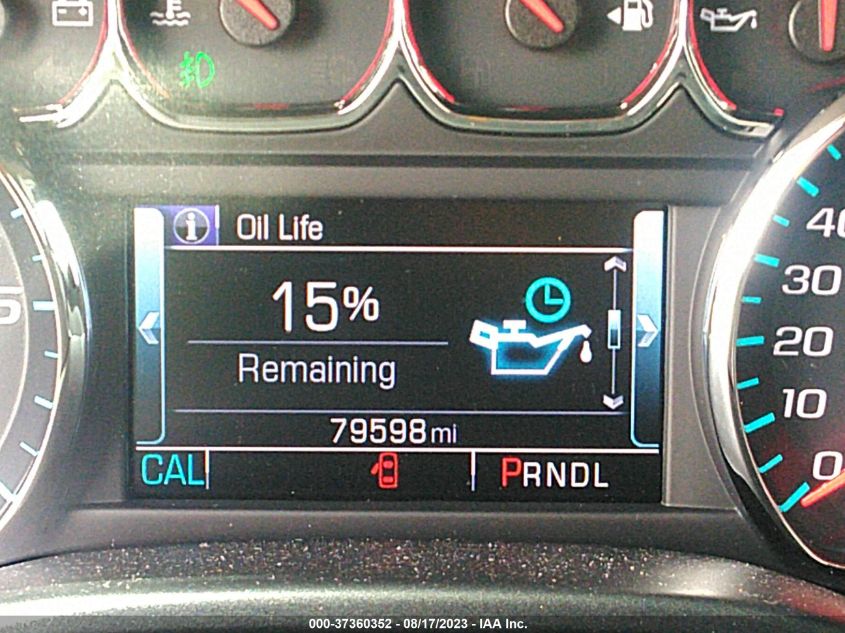 Oil Life
15%
Remaining
79598 mi
CAL
PRNDL
40
30
20
10
0
5
000-37360352 - 08/17/2023 - IAA Inc.